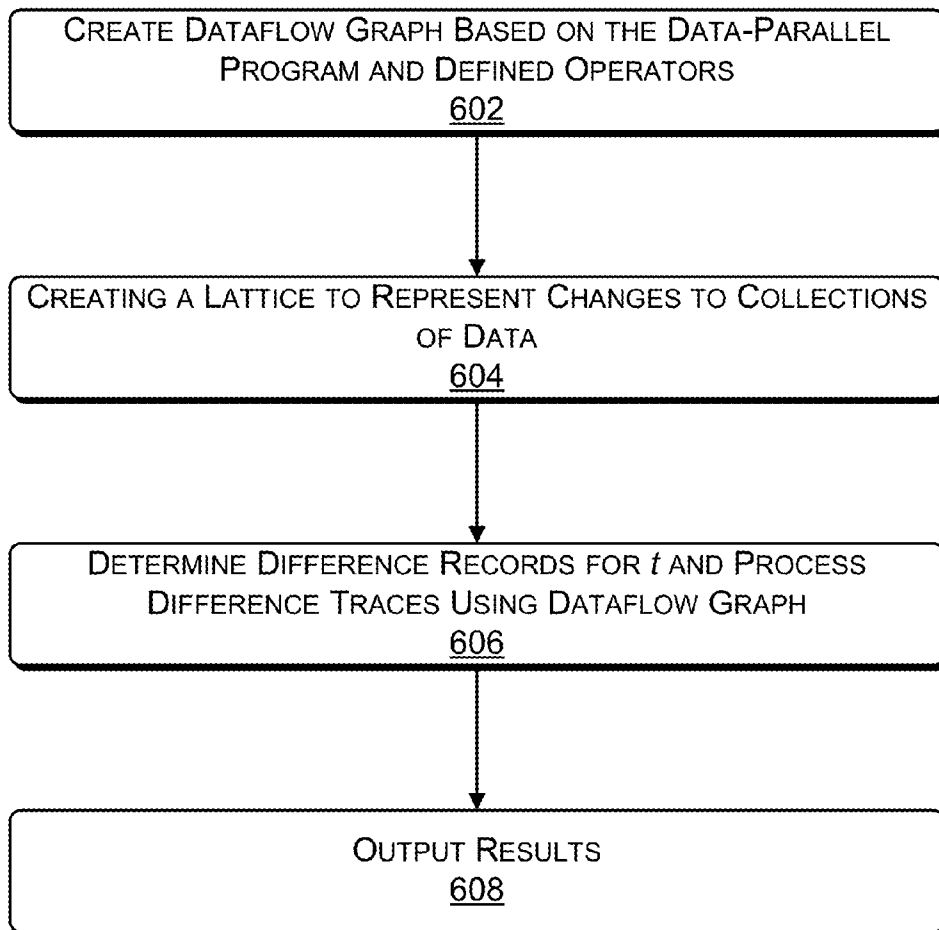 CREATE DATAFLOW GRAPH BASED ON THE DATA-PARALLEL
PROGRAM AND DEFINED OPERATORS
602
CREATING A LATTICE TO REPRESENT CHANGES TO COLLECTIONS
OF DATA
604
DETERMINE DIFFERENCE RECORDS FOR t AND PROCESS
DIFFERENCE TRACES USING DATAFLOW GRAPH
606
OUTPUT RESULTS
608